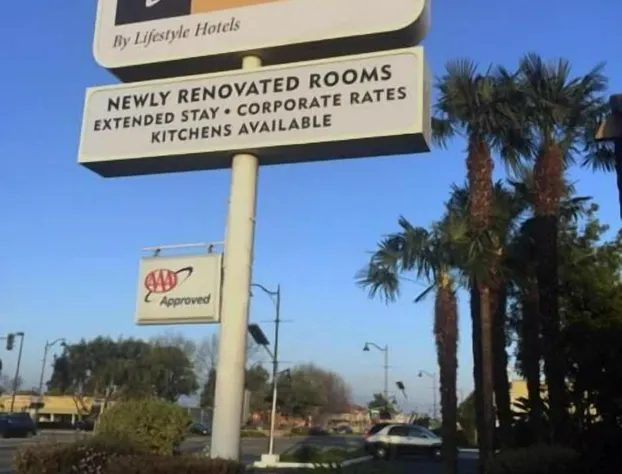 By Lifestyle Hotels
NEWLY RENOVATED ROOMS
EXTENDED STAY • CORPORATE RATES
KITCHENS AVAILABLE
AAA
Approved